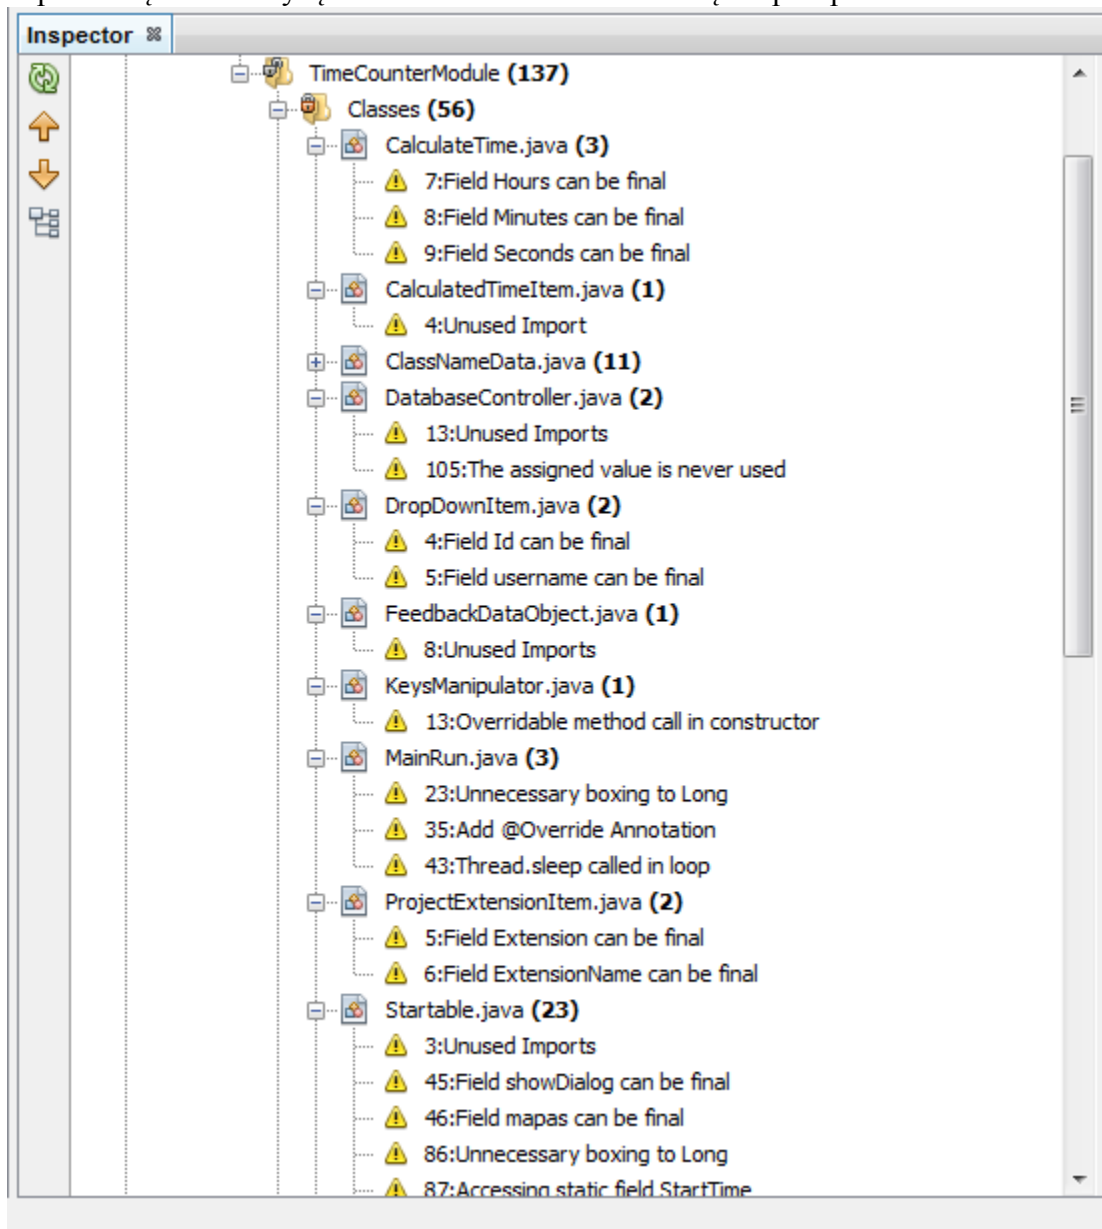 Inspector
TimeCounterModule (137)
Classes (56)
CalculateTime.java (3)
7:Field Hours can be final
8:Field Minutes can be final
9:Field Seconds can be final
CalculatedTimeItem.java (1)
4:Unused Import
ClassNameData.java (11)
DatabaseController.java (2)
13:Unused Imports
105:The assigned value is never used
DropDownItem.java (2)
4:Field Id can be final
5:Field username can be final
FeedbackDataObject.java (1)
8:Unused Imports
KeysManipulator.java (1)
13:Overridable method call in constructor
MainRun.java (3)
23:Unnecessary boxing to Long
35:Add @Override Annotation
43:Thread.sleep called in loop
ProjectExtensionItem.java (2)
5:Field Extension can be final
6:Field ExtensionName can be final
Startable.java (23)
3:Unused Imports
45:Field showDialog can be final
46:Field mapas can be final
86:Unnecessary boxing to Long
87:Accessing static field StartTime